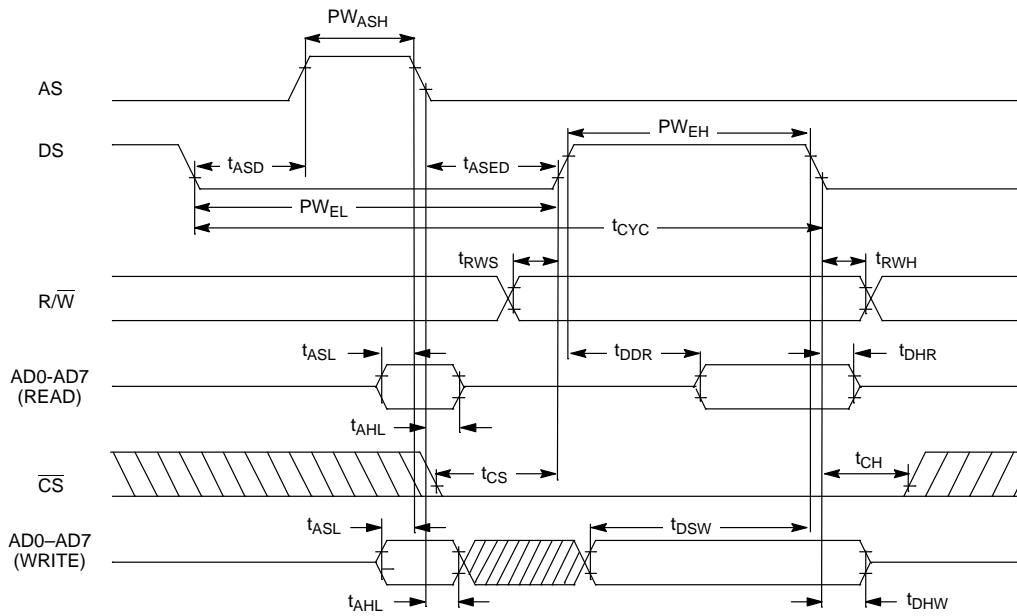 PWASH
AS
DS
PWEH
tASD
tASED
PWEL
tCYC
tRWS
tRWH
R/W̅
tASL
tDDR
tDHR
AD0-AD7
(READ)
tAHL
C̅S̅
tCS
tCH
tASL
tDSW
AD0–AD7
(WRITE)
tAHL
tDHW